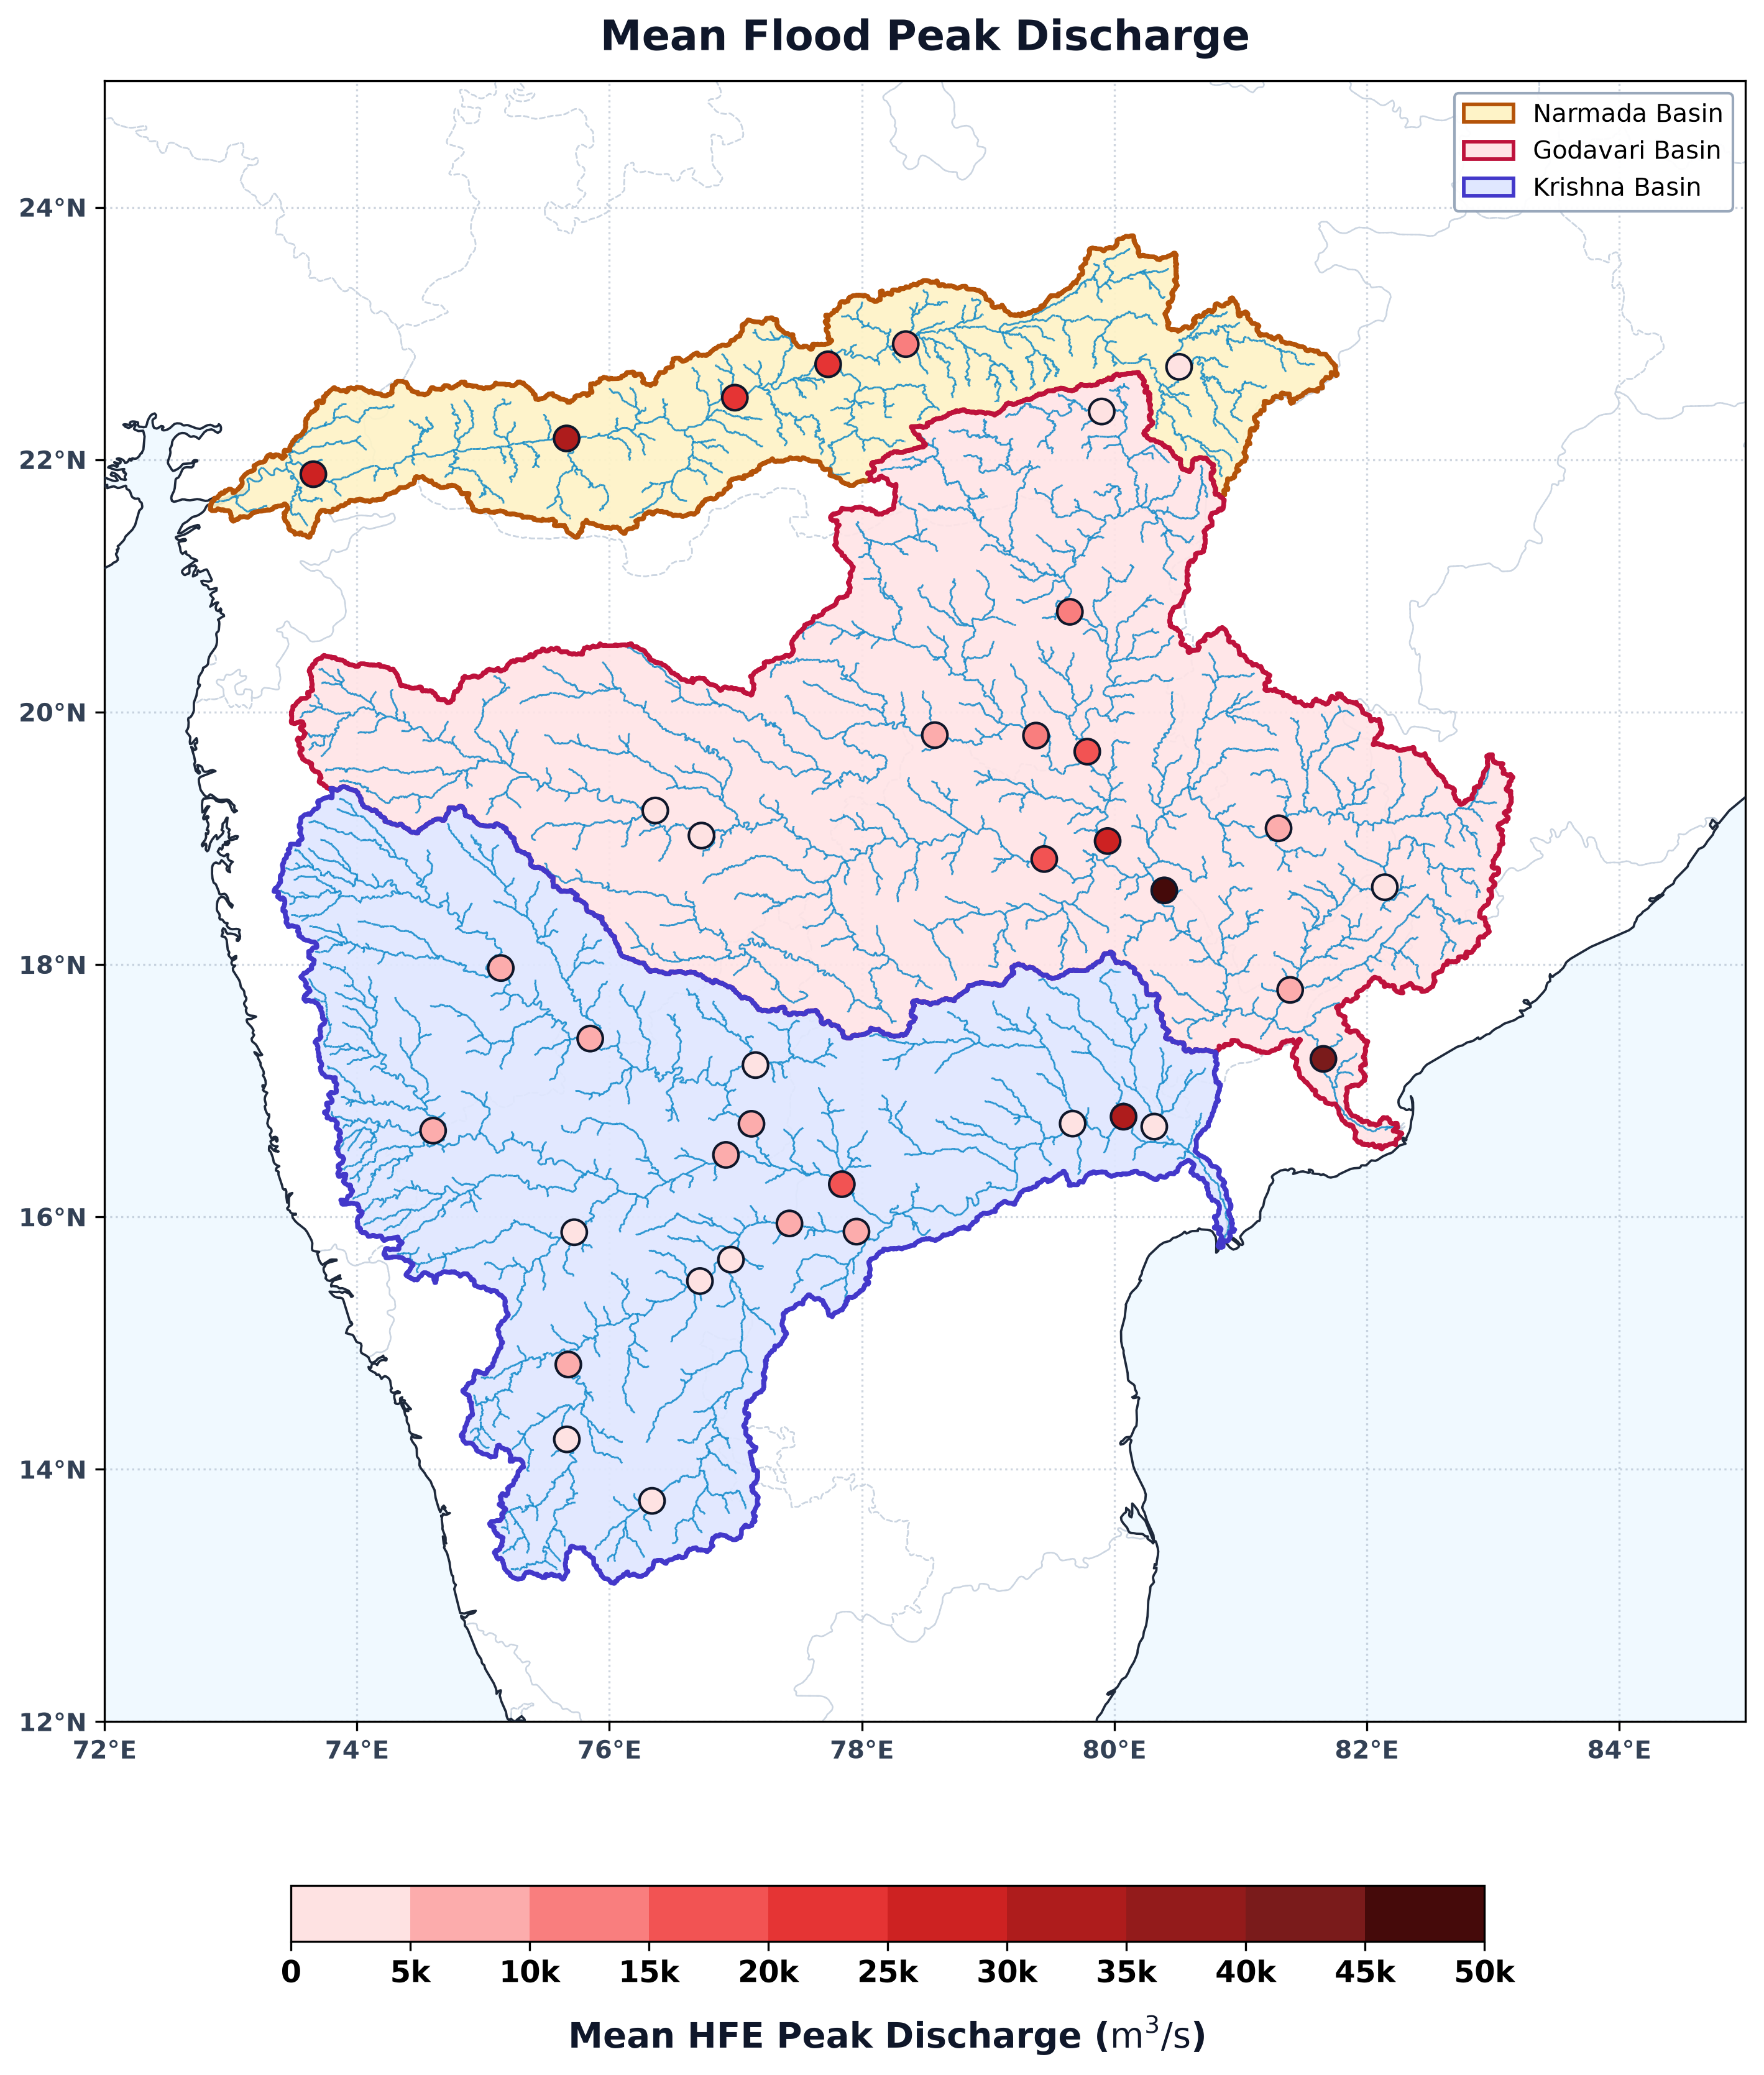 Mean Flood Peak Discharge
Narmada Basin
Godavari Basin
Krishna Basin
24°N
22°N
20°N
18°N
16°N
14°N
12°N
72°E 74°E 76°E 78°E 80°E 82°E 84°E
0 5k 10k 15k 20k 25k 30k 35k 40k 45k 50k
Mean HFE Peak Discharge (m³/s)